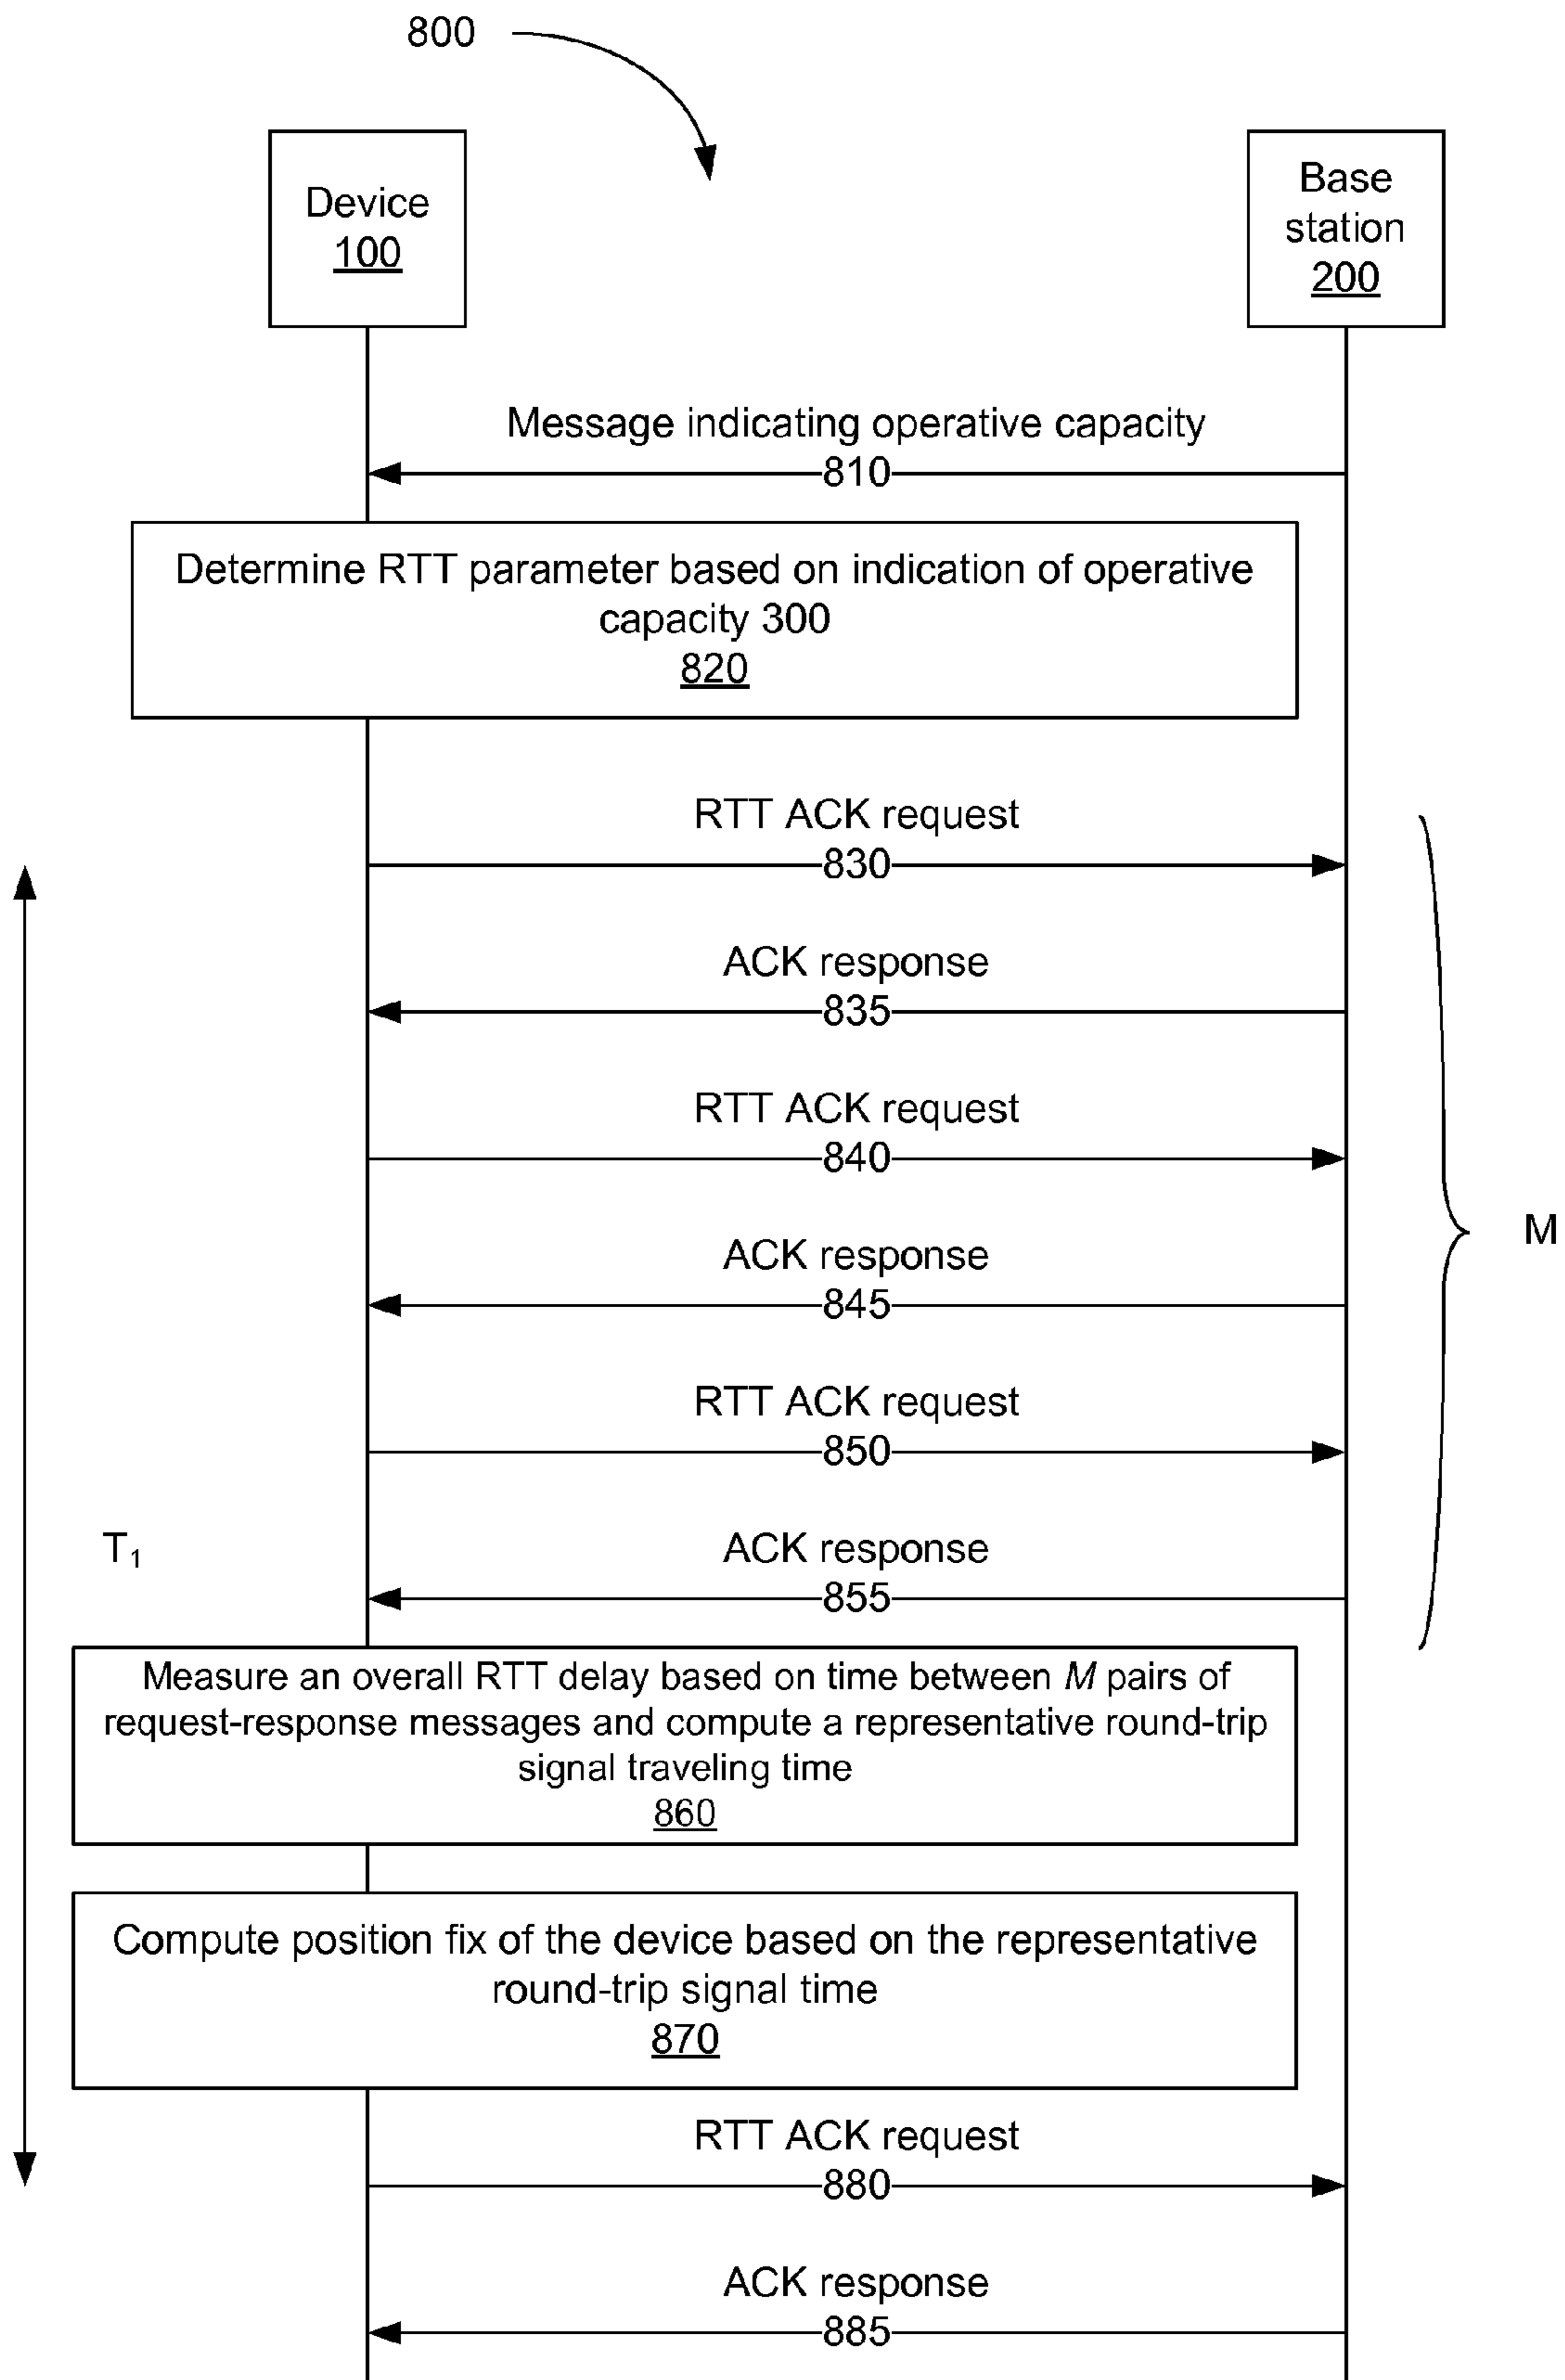 800
Device
100
Base
station
200
Message indicating operative capacity
810
Determine RTT parameter based on indication of operative
capacity 300
820
RTT ACK request
830
ACK response
835
RTT ACK request
840
ACK response
845
M
RTT ACK request
850
T₁
ACK response
855
Measure an overall RTT delay based on time between M pairs of
request-response messages and compute a representative round-trip
signal traveling time
860
Compute position fix of the device based on the representative
round-trip signal time
870
RTT ACK request
880
ACK response
885